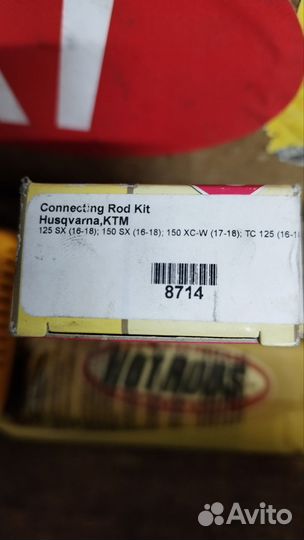 Connecting Rod Kit
Husqvarna,KTM
125 SX (16-18); 150 SX (16-18); 150 XC-W (17-18); TC 125 (16-1
8714
HOT RODS
Avito